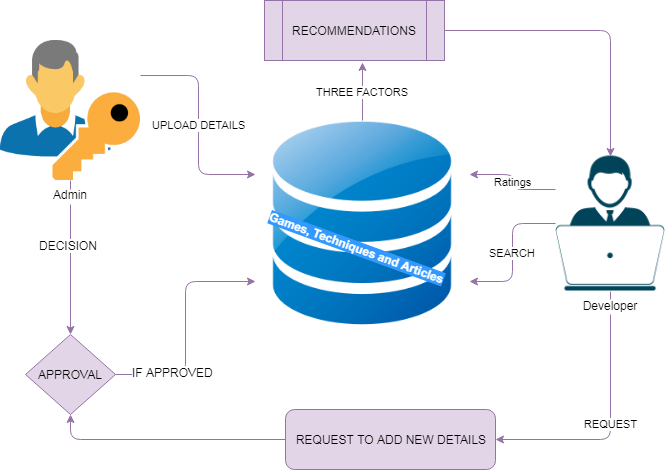 RECOMMENDATIONS
THREE FACTORS
UPLOAD DETAILS
Ratings
Admin
Games, Techniques and Articles
DECISION
SEARCH
Developer
APPROVAL
IF APPROVED
REQUEST
REQUEST TO ADD NEW DETAILS